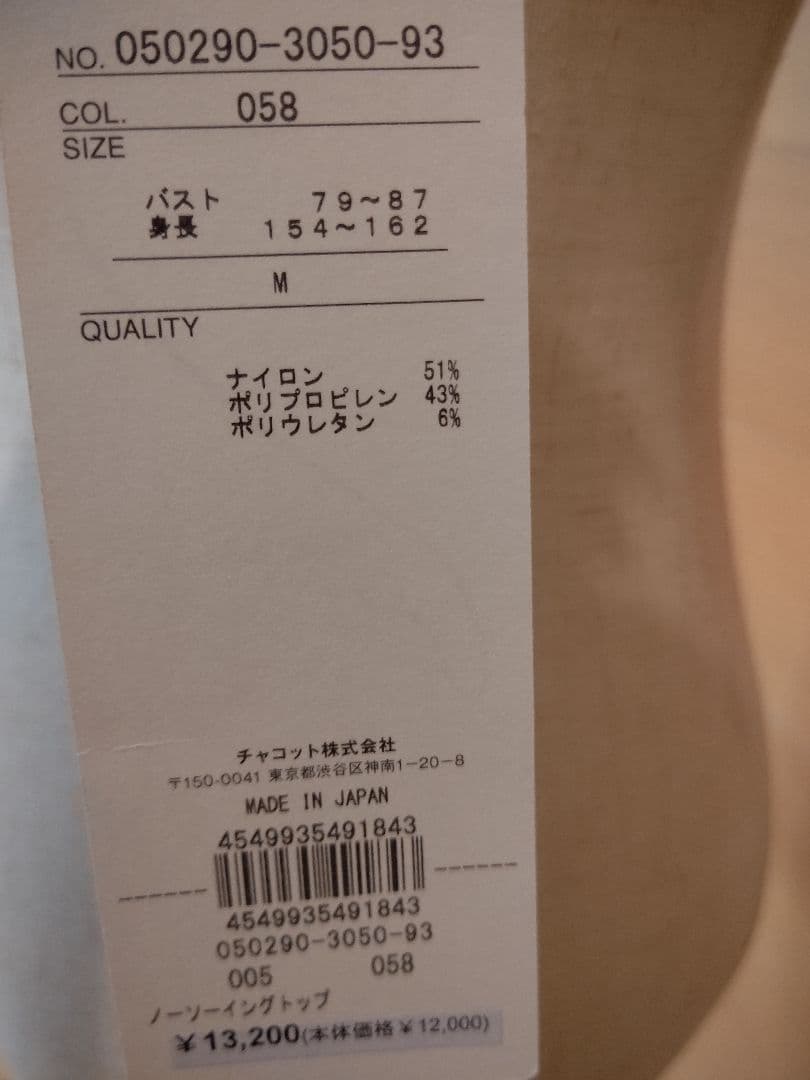 NO. 050290-3050-93
COL. 058
SIZE
バスト 79~87
身長 154~162
M
QUALITY
ナイロン 51%
ポリプロピレン 43%
ポリウレタン 6%
チャコット株式会社
〒150-0041 東京都渋谷区神南1-20-8
MADE IN JAPAN
4549935491843
4549935491843
050290-3050-93
005 058
ノーソーイングトップ
¥13,200(本体価格¥12,000)